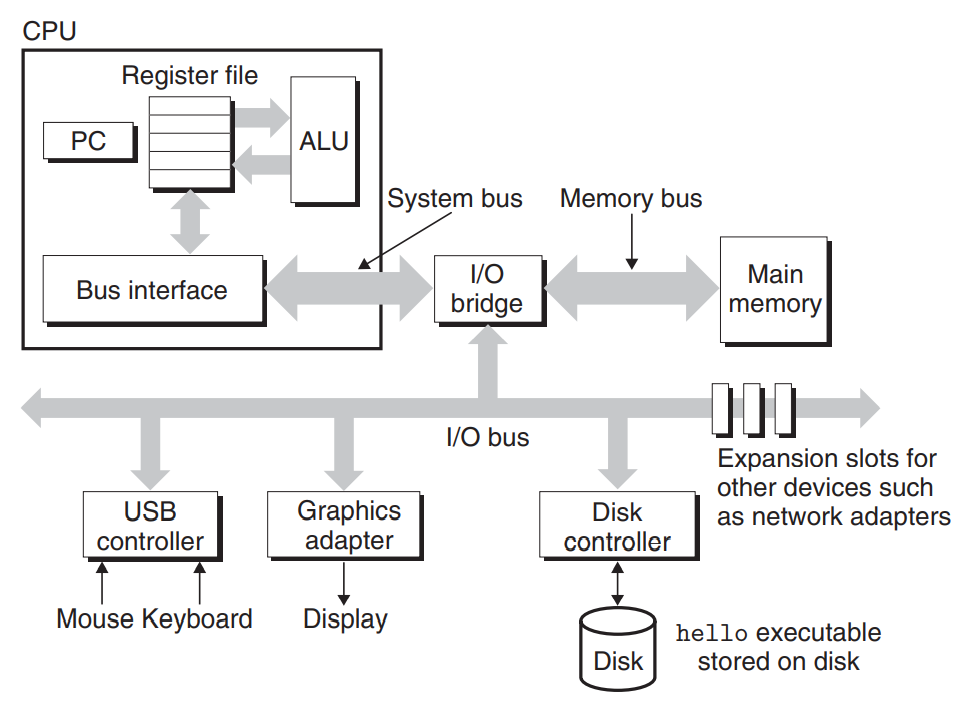 CPU
Register file
PC
ALU
System bus
Memory bus
Bus interface
I/O
bridge
Main
memory
I/O bus
Expansion slots for
other devices such
as network adapters
USB
controller
Graphics
adapter
Disk
controller
Mouse Keyboard
Display
Disk
hello executable
stored on disk